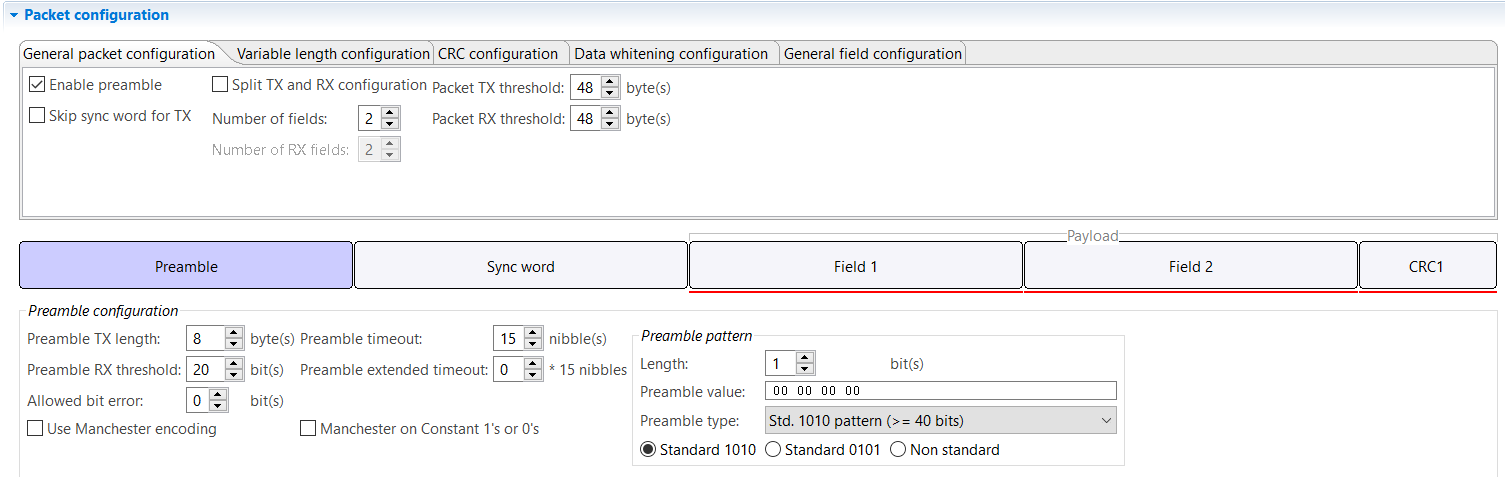 Packet configuration
General packet configuration Variable length configuration CRC configuration Data whitening configuration General field configuration
Enable preamble Split TX and RX configuration Packet TX threshold: 48 byte(s)
Skip sync word for TX Number of fields: 2 Packet RX threshold: 48 byte(s)
Number of RX fields: 2
Payload
Preamble Sync word Field 1 Field 2 CRC1
Preamble configuration
Preamble TX length: 8 byte(s) Preamble timeout: 15 nibble(s)
Preamble RX threshold: 20 bit(s) Preamble extended timeout: 0 * 15 nibbles
Allowed bit error: 0 bit(s)
Use Manchester encoding Manchester on Constant 1's or 0's
Preamble pattern
Length: 1 bit(s)
Preamble value: 00 00 00 00
Preamble type: Std. 1010 pattern (>= 40 bits)
Standard 1010 Standard 0101 Non standard